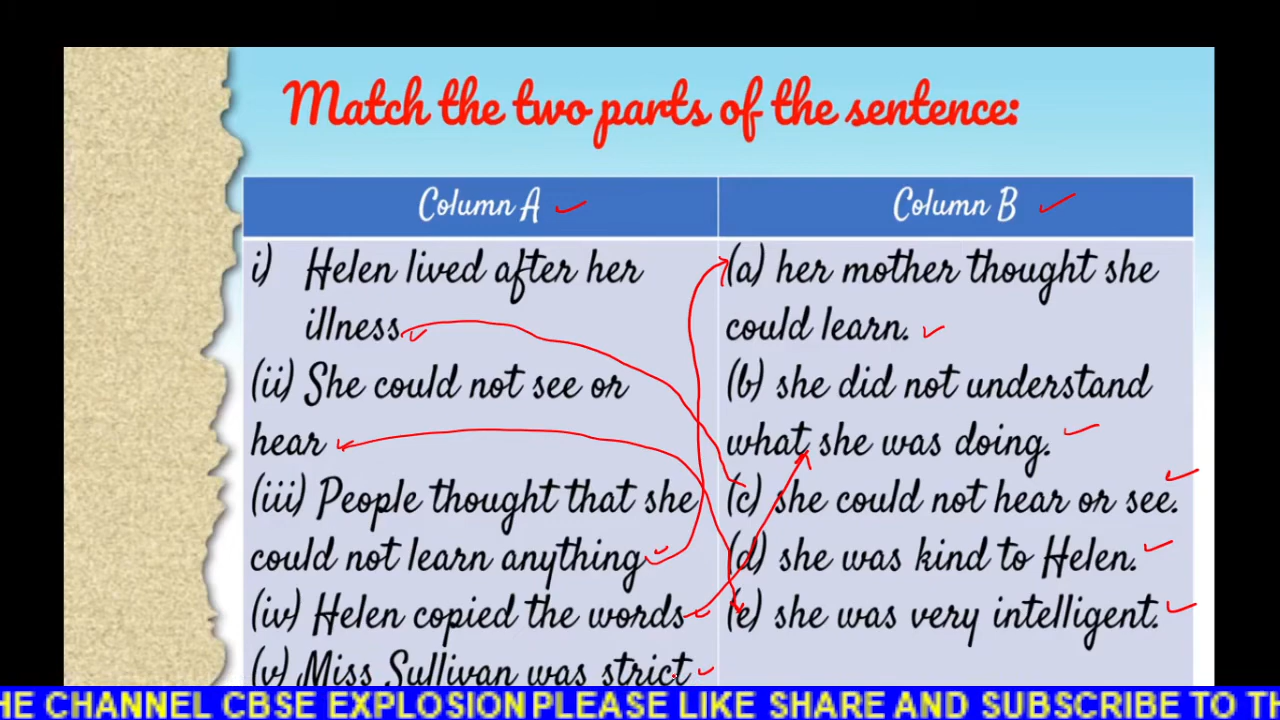 Match the two parts of the sentence:
Column A
Column B
i) Helen lived after her
illness
(ii) She could not see or
hear
(iii) People thought that she
could not learn anything
(iv) Helen copied the words
(v) Miss Sullivan was strict
(a) her mother thought she
could learn.
(b) she did not understand
what she was doing.
(c) she could not hear or see.
(d) she was kind to Helen.
(e) she was very intelligent.
HE CHANNEL CBSE EXPLOSION PLEASE LIKE SHARE AND SUBSCRIBE TO TH